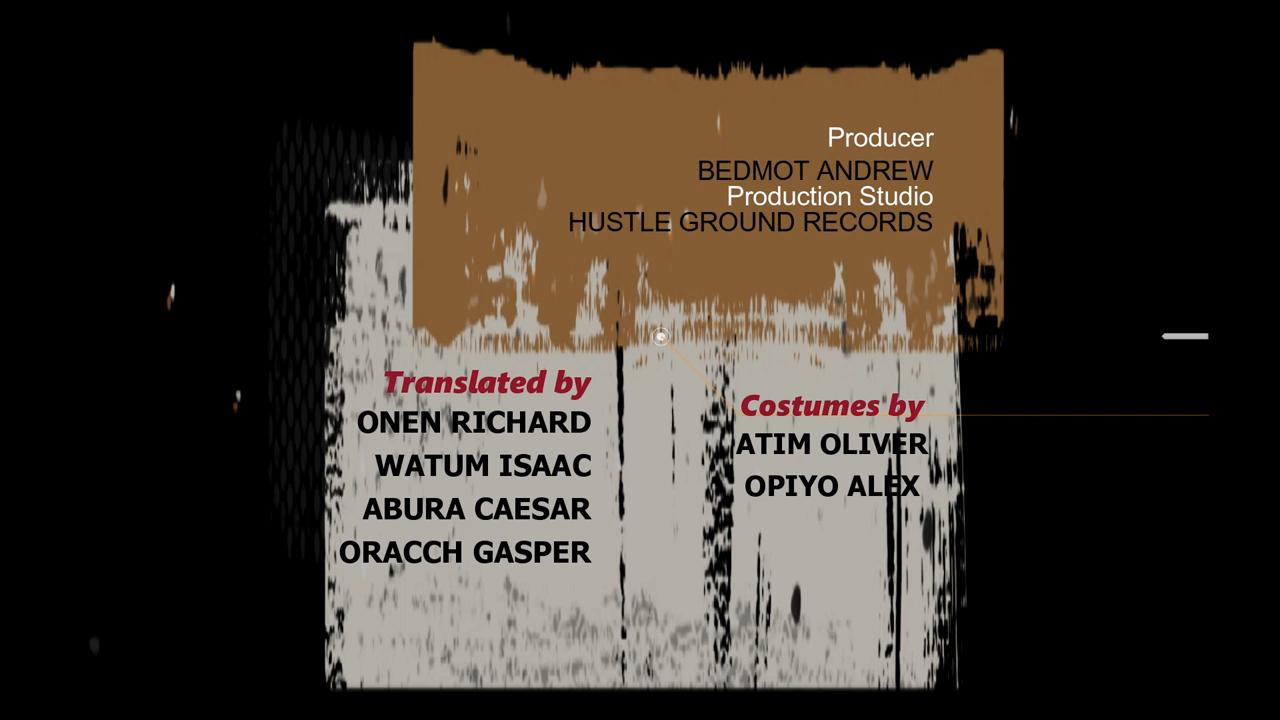 Producer
BEDMOT ANDREW
Production Studio
HUSTLE GROUND RECORDS
Translated by
ONEN RICHARD
WATUM ISAAC
ABURA CAESAR
ORACCH GASPER
Costumes by
ATIM OLIVER
OPIYO ALEX